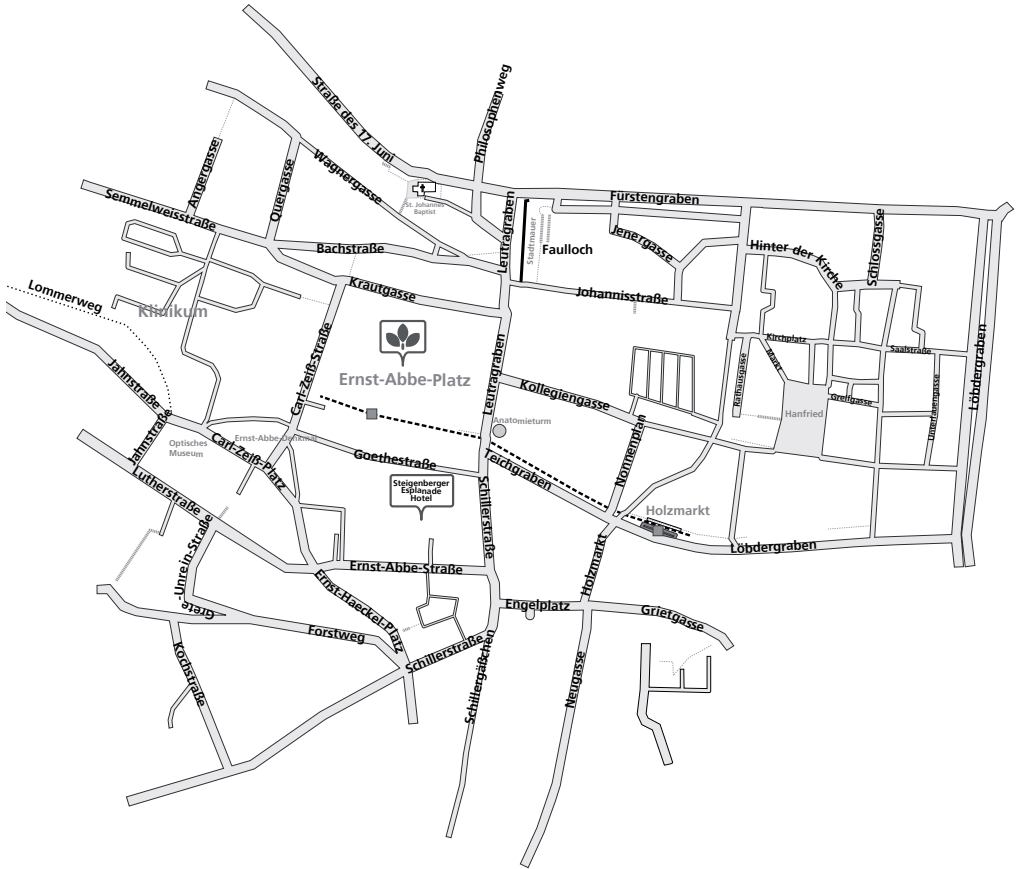 Straße des 17. Juni
Philosophenweg
Angergasse
Quergasse
Wagnergasse
Semmelweisstraße
St. Johannes
Baptist
Leutragraben
Fürstengraben
Stadtmauer
Faulloch
Jenergasse
Hinter der Kirche
Schlossgasse
Bachstraße
Krautgasse
Johannisstraße
Lommerweg
Klinikum
Ernst-Abbe-Platz
Carl-Zeiß-Straße
Leutragraben
Kirchplatz
Saalstraße
Löbdergraben
Jahnstraße
Kollegiengasse
Rathausgasse
Markt
Greifgasse
Unterlauengasse
Hanfried
Anatomieturm
Jahnstraße
Optisches
Museum
Ernst-Abbe-Denkmal
Carl-Zeiß-Platz
Goethestraße
Teichgraben
Nonnenplan
Lutherstraße
Steigenberger
Esplanade
Hotel
Schillerstraße
Holzmarkt
Löbdergraben
Grete-Unrein-Straße
Ernst-Abbe-Straße
Holzmarkt
Ernst-Haeckel-Platz
Engelplatz
Grietgasse
Forstweg
Schillerstraße
Schillergäßchen
Neugasse
Kochstraße